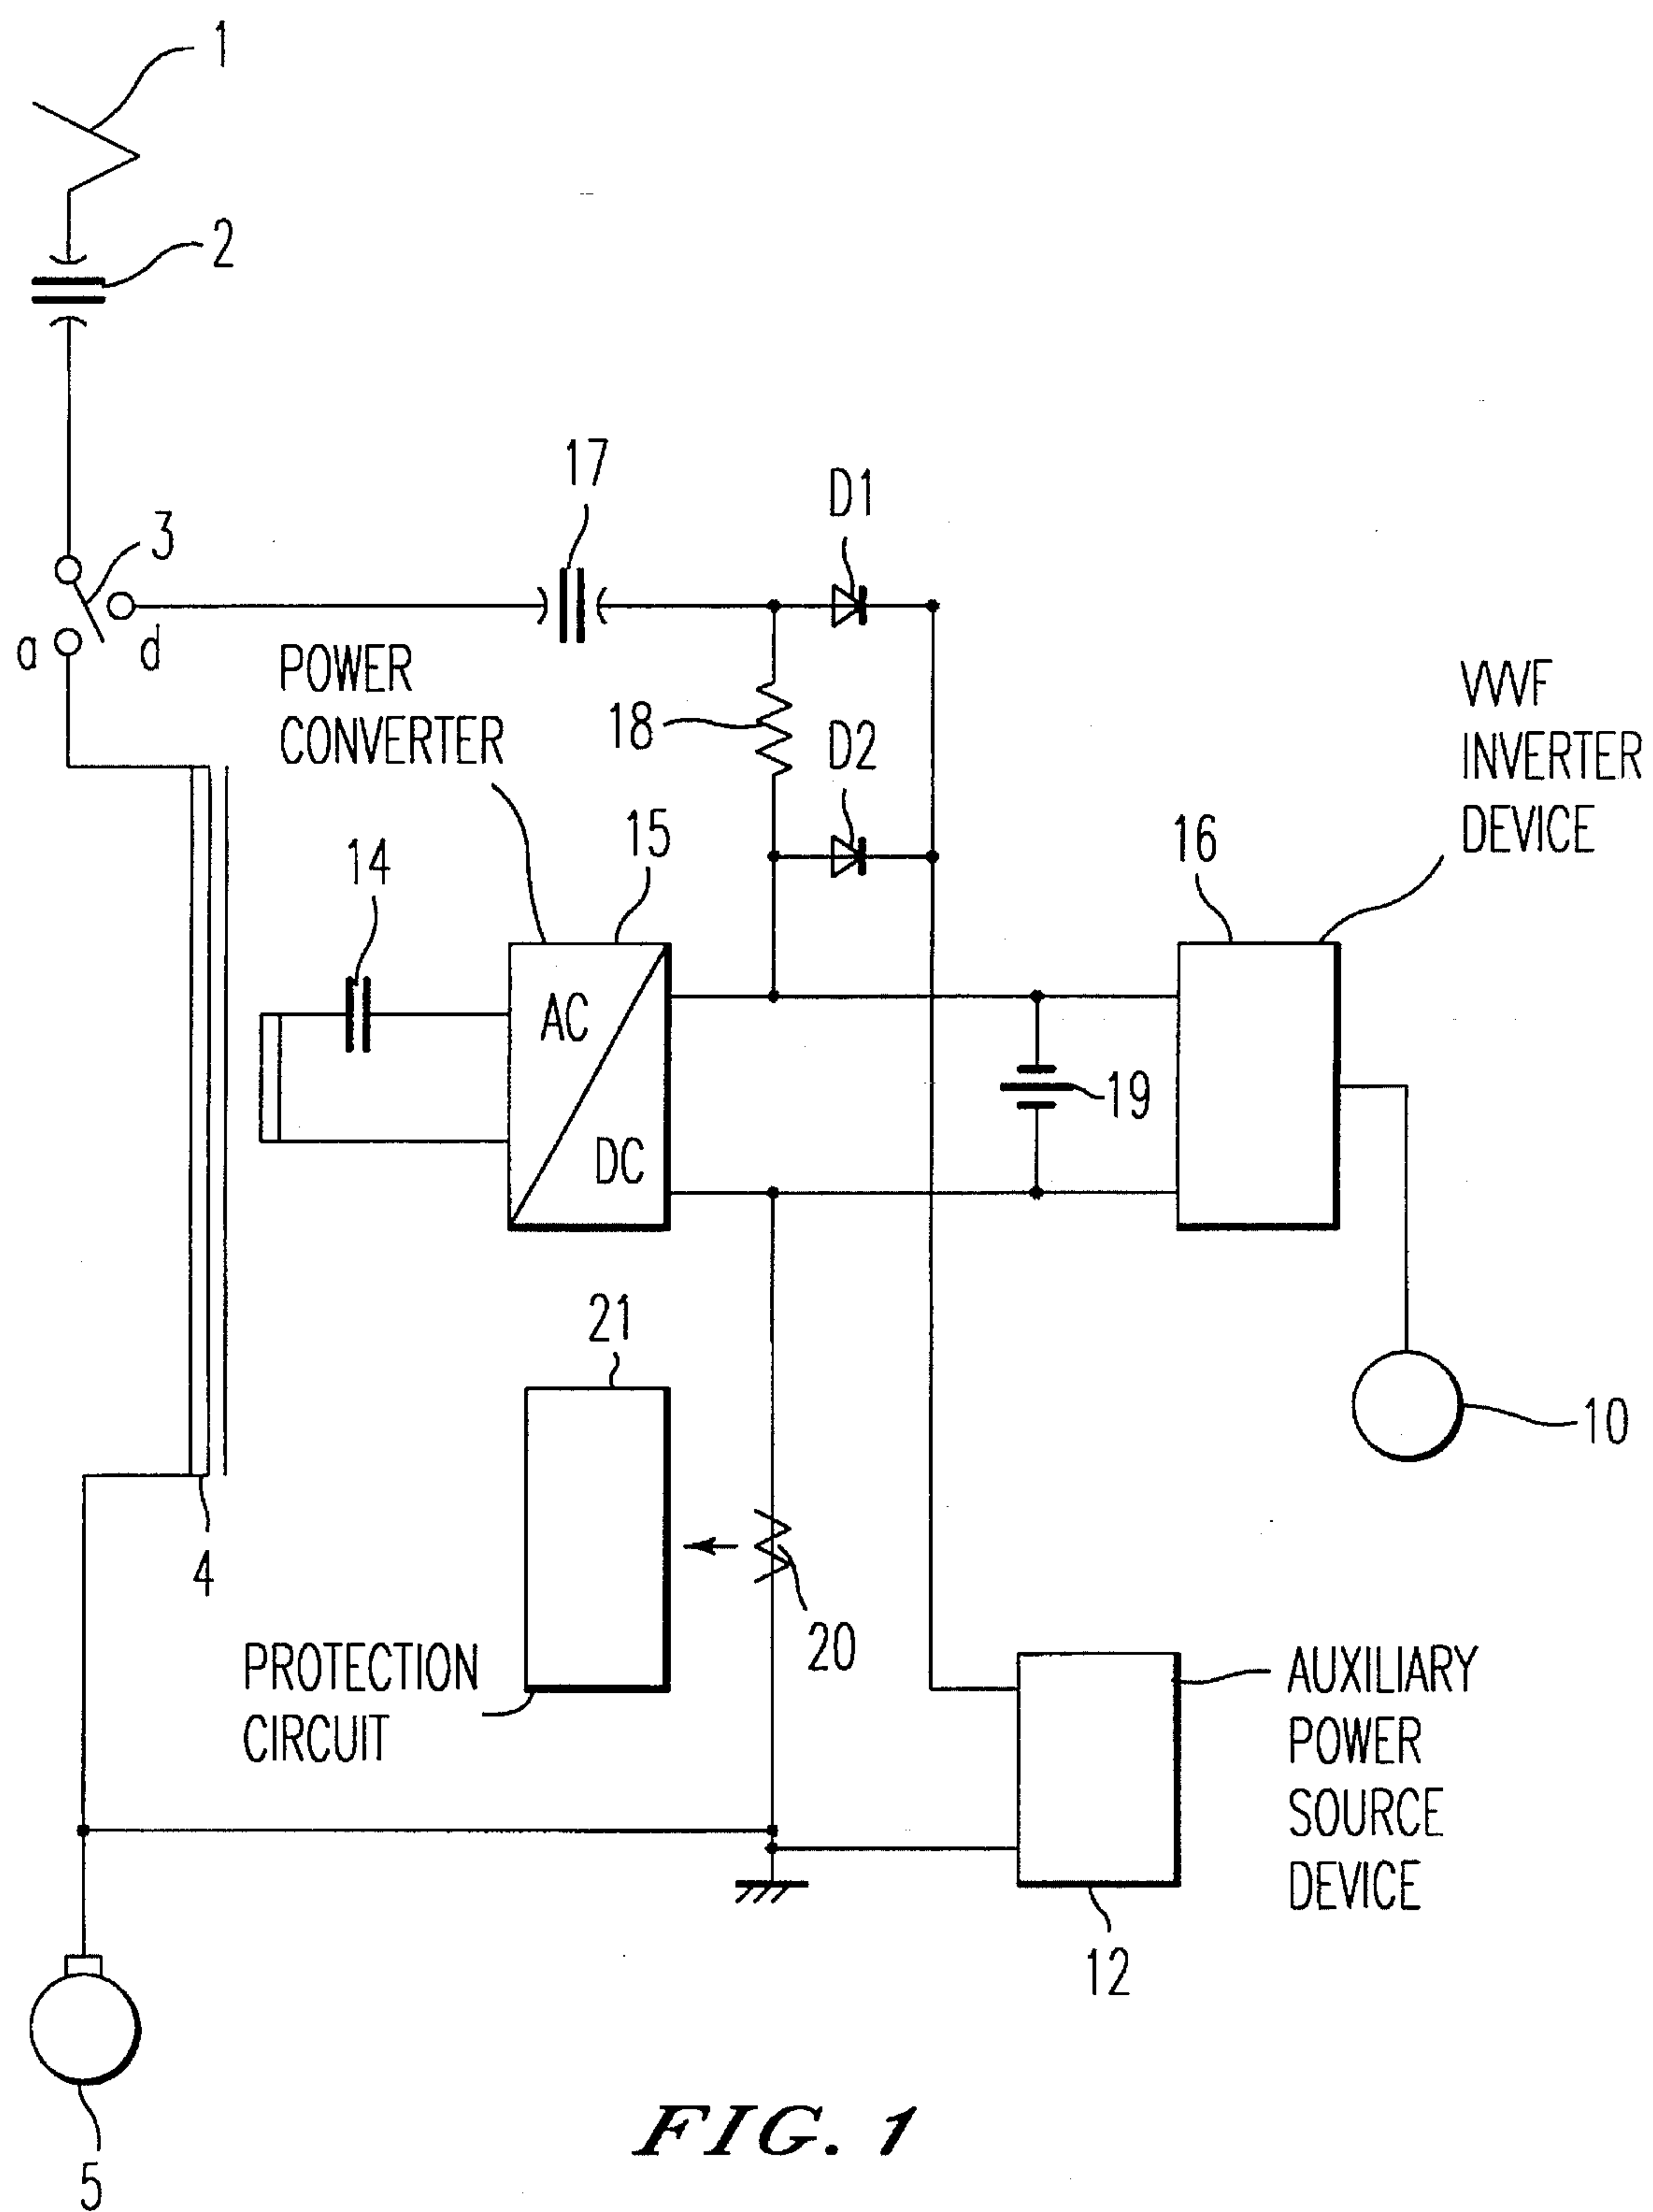 1
2
17
D1
3
a
d
POWER
CONVERTER
18
D2
VVVF
INVERTER
DEVICE
14
15
16
AC
DC
19
21
10
4
20
PROTECTION
CIRCUIT
AUXILIARY
POWER
SOURCE
DEVICE
12
5
FIG. 1